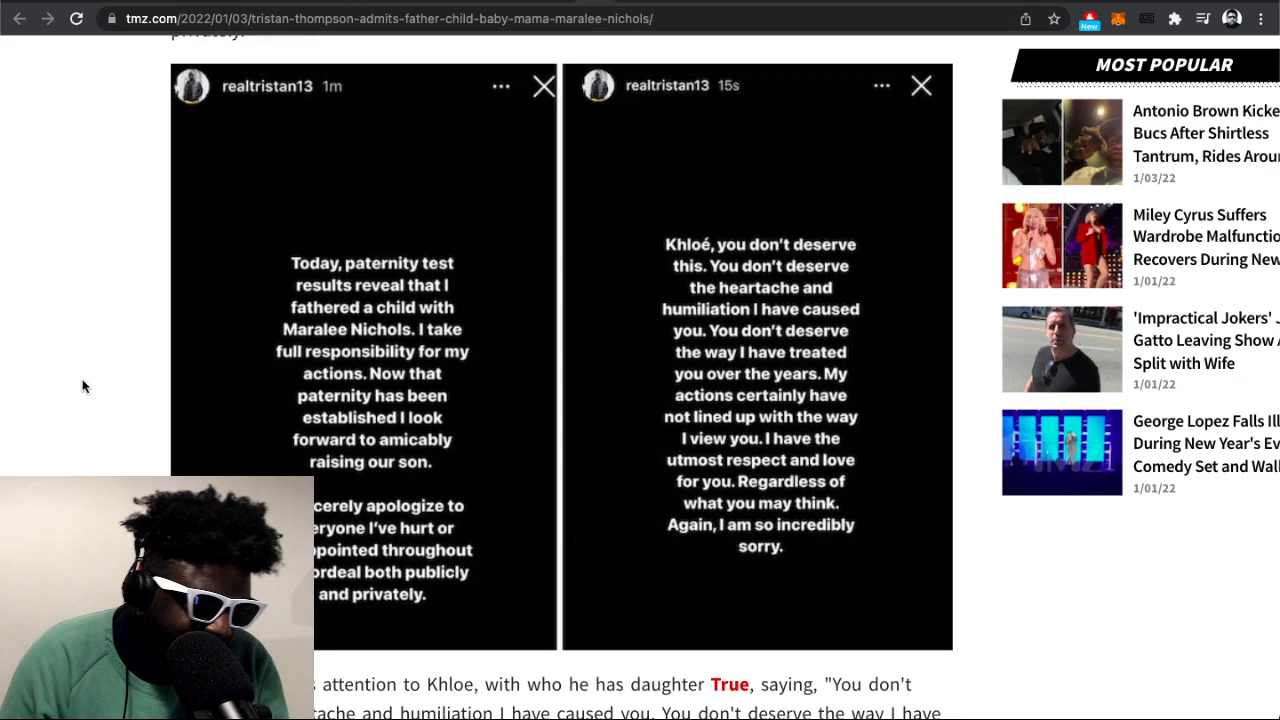 tmz.com/2022/01/03/tristan-thompson-admits-father-child-baby-mama-maralee-nichols/
New
privately.
realtristan13 1m
Today, paternity test
results reveal that I
fathered a child with
Maralee Nichols. I take
full responsibility for my
actions. Now that
paternity has been
established I look
forward to amicably
raising our son.
cerely apologize to
eryone I've hurt or
ppointed throughout
ordeal both publicly
and privately.
realtristan13 15s
Khloé, you don't deserve
this. You don't deserve
the heartache and
humiliation I have caused
you. You don't deserve
the way I have treated
you over the years. My
actions certainly have
not lined up with the way
I view you. I have the
utmost respect and love
for you. Regardless of
what you may think.
Again, I am so incredibly
sorry.
s attention to Khloe, with who he has daughter True, saying, "You don't
tache and humiliation I have caused you. You don't deserve the way I have
MOST POPULAR
Antonio Brown Kicke
Bucs After Shirtless
Tantrum, Rides Arou
1/03/22
Miley Cyrus Suffers
Wardrobe Malfunctio
Recovers During New
1/01/22
'Impractical Jokers' J
Gatto Leaving Show A
Split with Wife
1/01/22
George Lopez Falls Ill
During New Year's Ev
Comedy Set and Wal
1/01/22